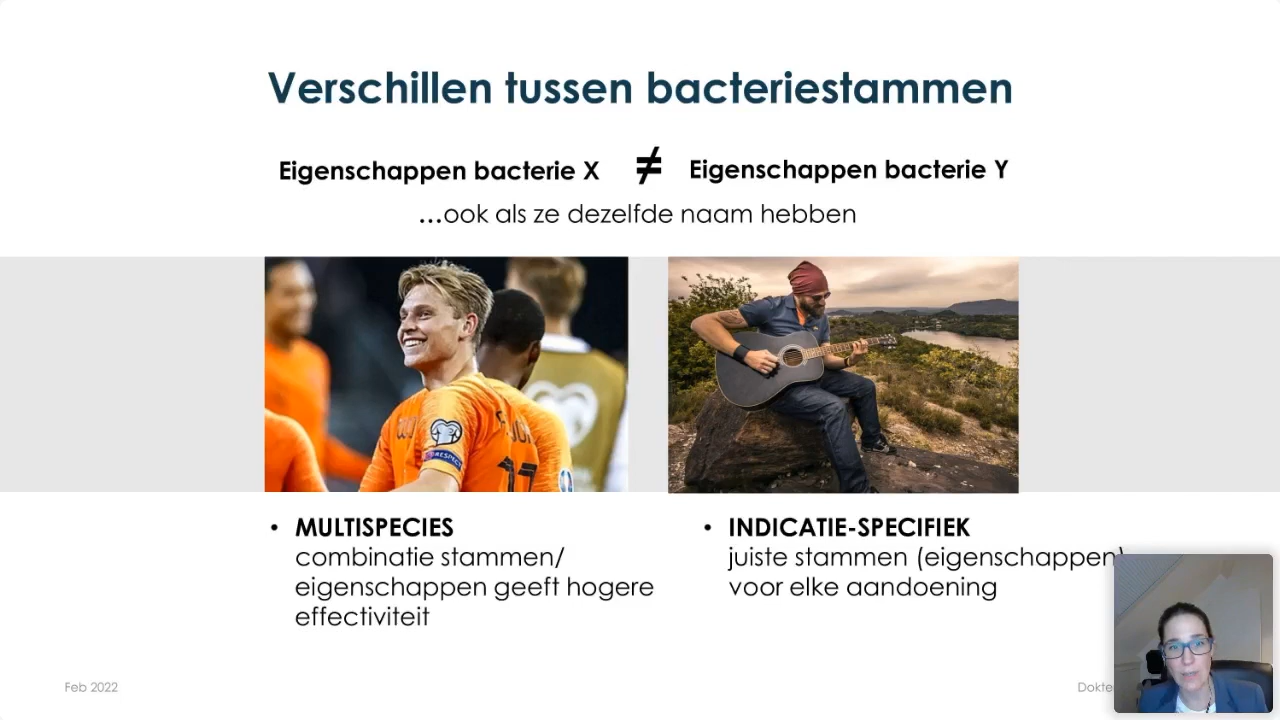 Verschillen tussen bacteriestammen
Eigenschappen bacterie X ≠ Eigenschappen bacterie Y
...ook als ze dezelfde naam hebben
RESPECT
• MULTISPECIES
combinatie stammen/
eigenschappen geeft hogere
effectiviteit
• INDICATIE-SPECIFIEK
juiste stammen (eigenschappen)
voor elke aandoening
Feb 2022